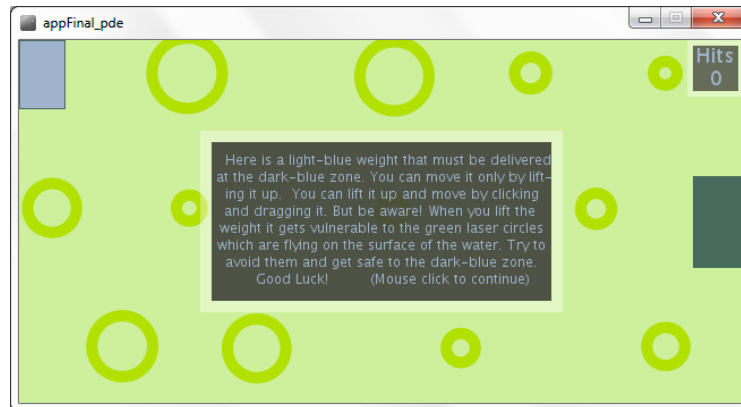 appFinal_pde
Hits
0
Here is a light-blue weight that must be delivered
at the dark-blue zone. You can move it only by lift-
ing it up.  You can lift it up and move by clicking
and dragging it. But be aware! When you lift the
weight it gets vulnerable to the green laser circles
which are flying on the surface of the water. Try to
avoid them and get safe to the dark-blue zone.
Good Luck!        (Mouse click to continue)